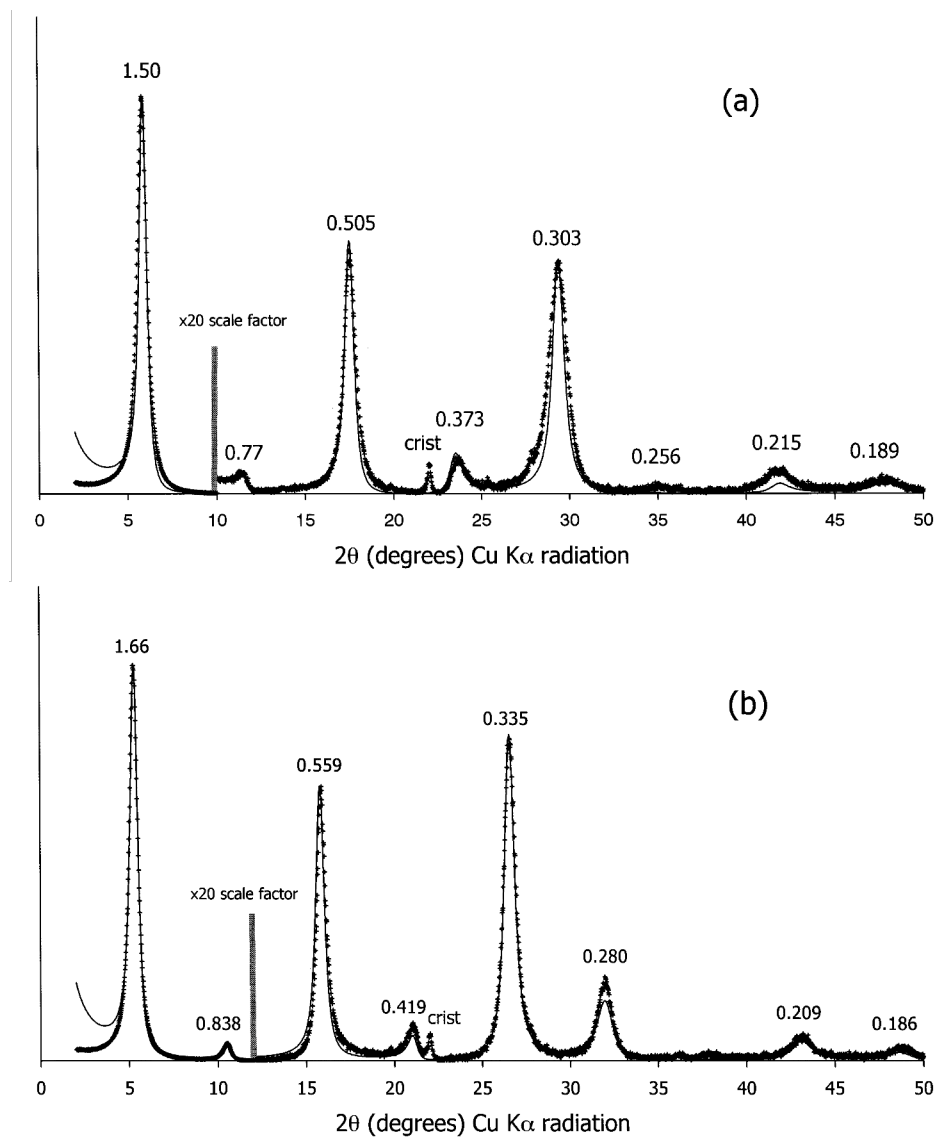 1.50
(a)
0.505
0.303
x20 scale factor
0.77
crist
0.373
0.256
0.215
0.189
0 5 10 15 20 25 30 35 40 45 50
2θ (degrees) Cu Kα radiation
1.66
(b)
0.335
0.559
x20 scale factor
0.280
0.838
0.419
crist
0.209
0.186
0 5 10 15 20 25 30 35 40 45 50
2θ (degrees) Cu Kα radiation